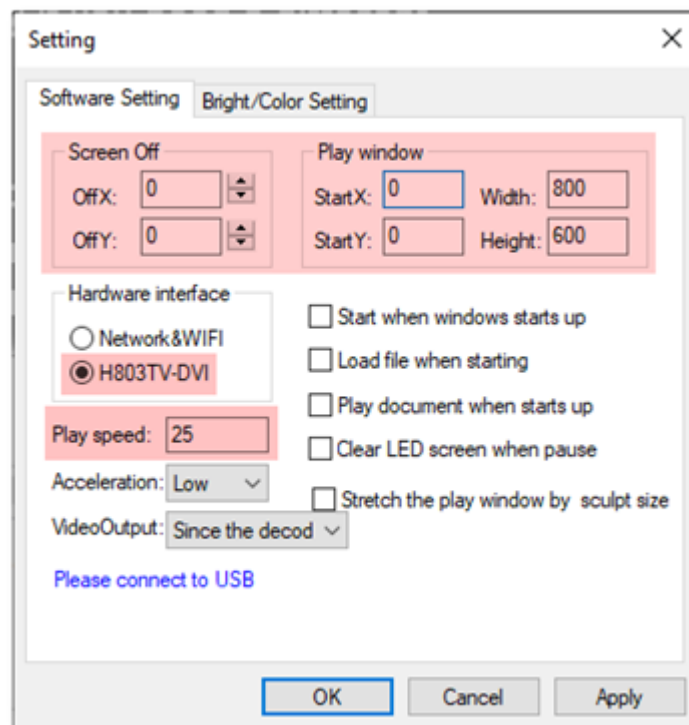 Setting
Software Setting Bright/Color Setting
Screen Off Play window
OffX: 0 StartX: 0 Width: 800
OffY: 0 StartY: 0 Height: 600
Hardware interface
Network&WIFI
H803TV-DVI
Start when windows starts up
Load file when starting
Play document when starts up
Clear LED screen when pause
Stretch the play window by sculpt size
Play speed: 25
Acceleration: Low
VideoOutput: Since the decod
Please connect to USB
OK Cancel Apply